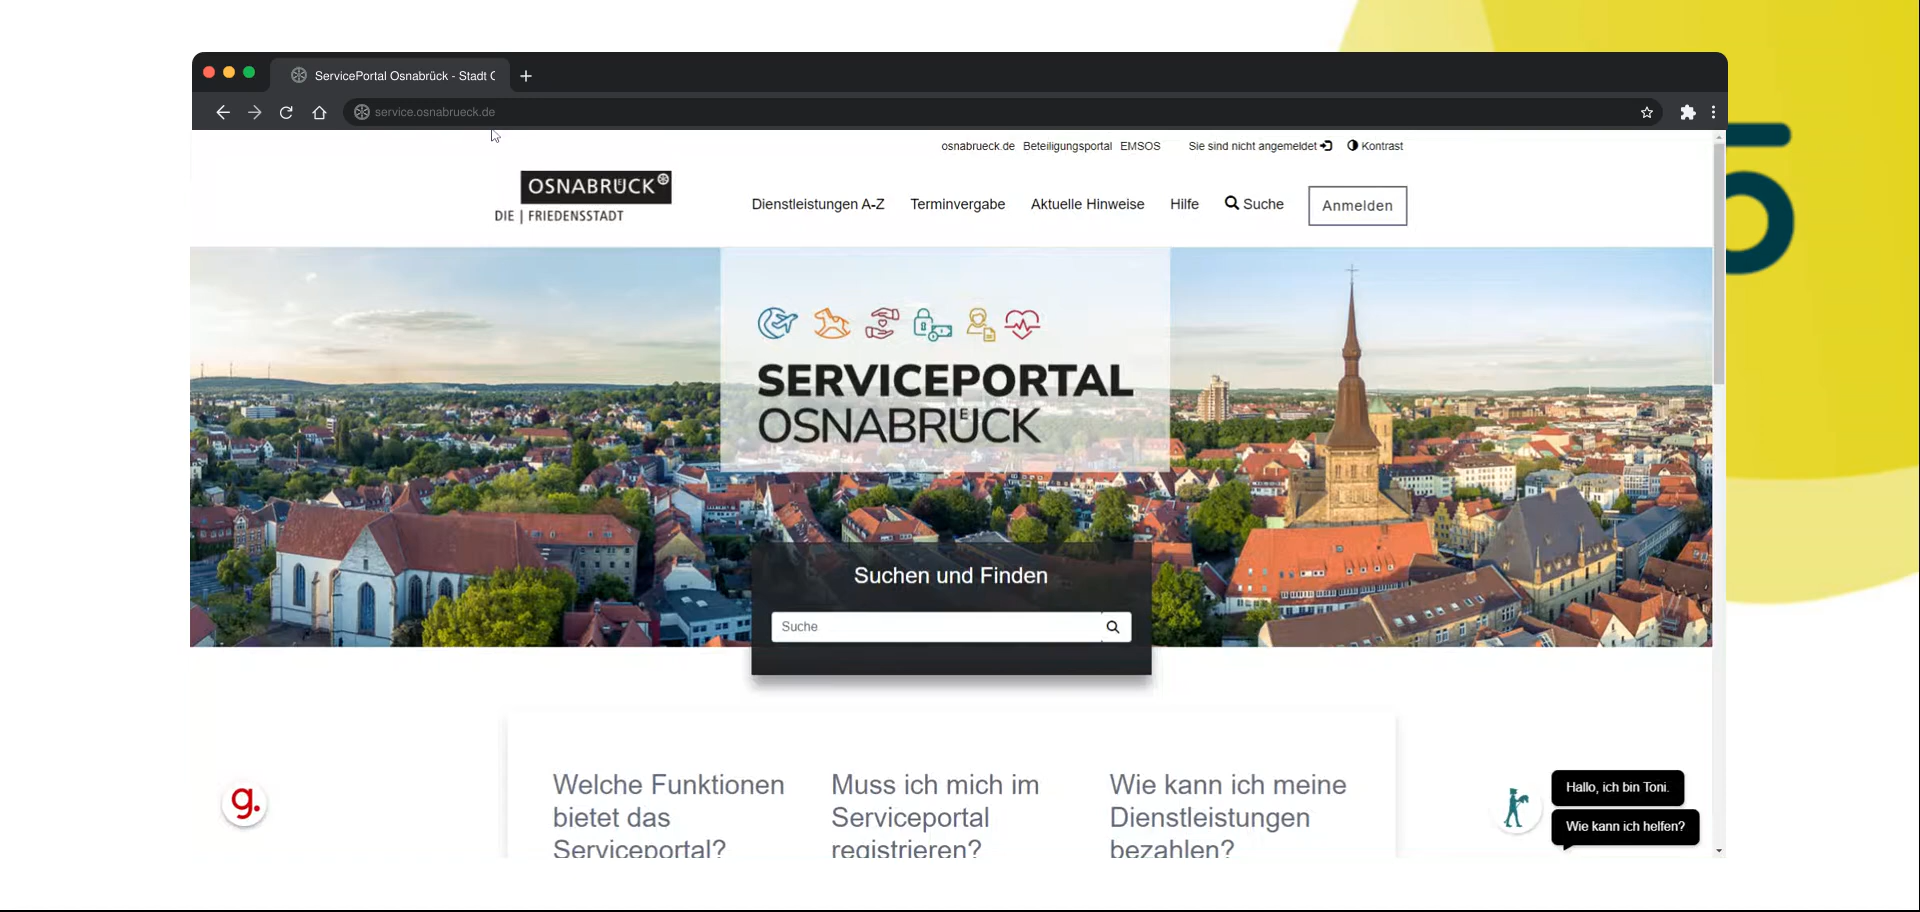 ServicePortal Osnabrück - Stadt
service.osnabrueck.de
osnabrueck.de Beteiligungsportal EMSOS Sie sind nicht angemeldet Kontrast
OSNABRÜCK
DIE | FRIEDENSSTADT
Dienstleistungen A-Z Terminvergabe Aktuelle Hinweise Hilfe Suche Anmelden
SERVICEPORTAL
OSNABRÜCK
Suchen und Finden
Suche
Welche Funktionen
bietet das
Serviceportal?
Muss ich mich im
Serviceportal
registrieren?
Wie kann ich meine
Dienstleistungen
bezahlen?
g.
Hallo, ich bin Toni.
Wie kann ich helfen?